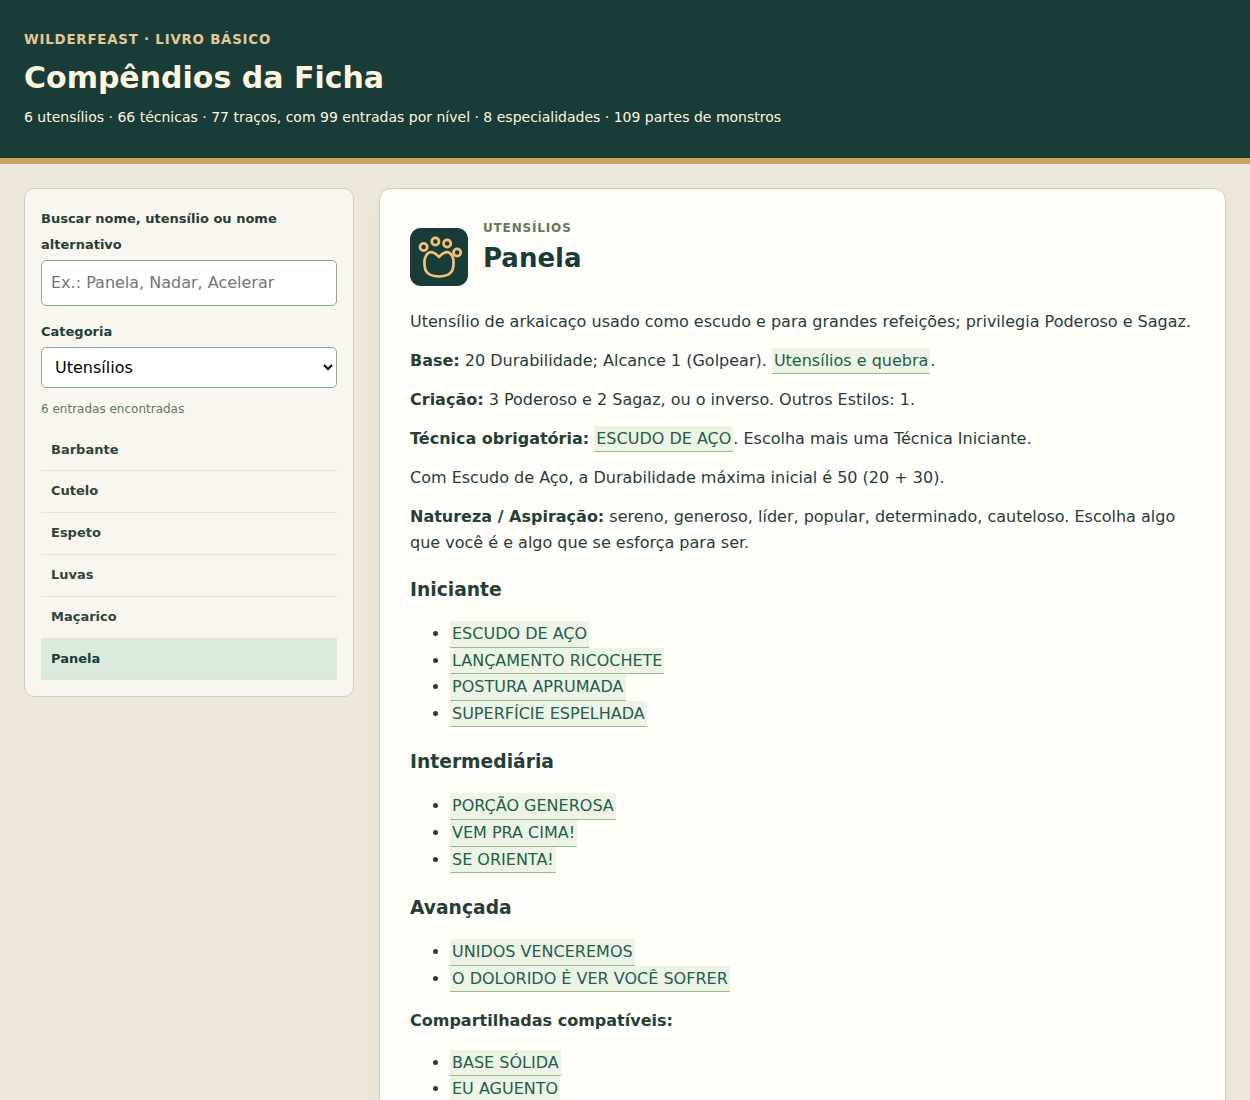 WILDERFEAST · LIVRO BÁSICO
Compêndios da Ficha
6 utensílios · 66 técnicas · 77 traços, com 99 entradas por nível · 8 especialidades · 109 partes de monstros
Buscar nome, utensílio ou nome
alternativo
Ex.: Panela, Nadar, Acelerar
Categoria
Utensílios
6 entradas encontradas
Barbante
Cutelo
Espeto
Luvas
Maçarico
Panela
UTENSÍLIOS
Panela
Utensílio de arkaicaço usado como escudo e para grandes refeições; privilegia Poderoso e Sagaz.
Base: 20 Durabilidade; Alcance 1 (Golpear). Utensílios e quebra.
Criação: 3 Poderoso e 2 Sagaz, ou o inverso. Outros Estilos: 1.
Técnica obrigatória: ESCUDO DE AÇO. Escolha mais uma Técnica Iniciante.
Com Escudo de Aço, a Durabilidade máxima inicial é 50 (20 + 30).
Natureza / Aspiração: sereno, generoso, líder, popular, determinado, cauteloso. Escolha algo
que você é e algo que se esforça para ser.
Iniciante
ESCUDO DE AÇO
LANÇAMENTO RICOCHETE
POSTURA APRUMADA
SUPERFÍCIE ESPELHADA
Intermediária
PORÇÃO GENEROSA
VEM PRA CIMA!
SE ORIENTA!
Avançada
UNIDOS VENCEREMOS
O DOLORIDO É VER VOCÊ SOFRER
Compartilhadas compatíveis:
BASE SÓLIDA
EU AGUENTO